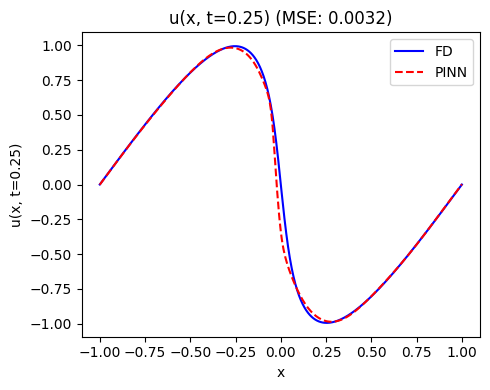 u(x, t=0.25) (MSE: 0.0032)
1.00
0.75
0.50
0.25
0.00
−0.25
−0.50
−0.75
−1.00
u(x, t=0.25)
FD
PINN
−1.00 −0.75 −0.50 −0.25 0.00 0.25 0.50 0.75 1.00
x